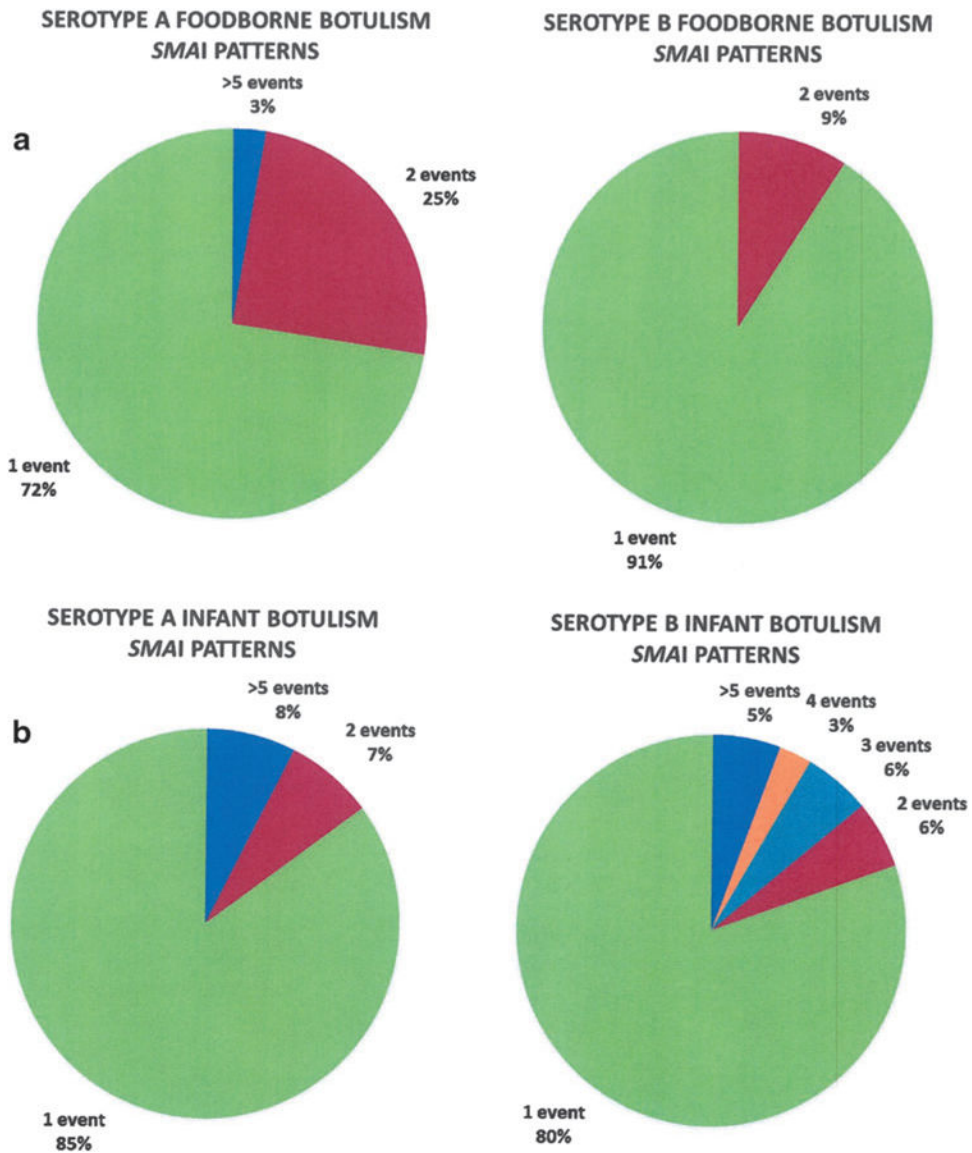 SEROTYPE A FOODBORNE BOTULISM
SMAI PATTERNS
>5 events
3%
a
2 events
25%
1 event
72%
SEROTYPE B FOODBORNE BOTULISM
SMAI PATTERNS
2 events
9%
1 event
91%
SEROTYPE A INFANT BOTULISM
SMAI PATTERNS
>5 events
8%
b
2 events
7%
1 event
85%
SEROTYPE B INFANT BOTULISM
SMAI PATTERNS
>5 events
5%
4 events
3%
3 events
6%
2 events
6%
1 event
80%